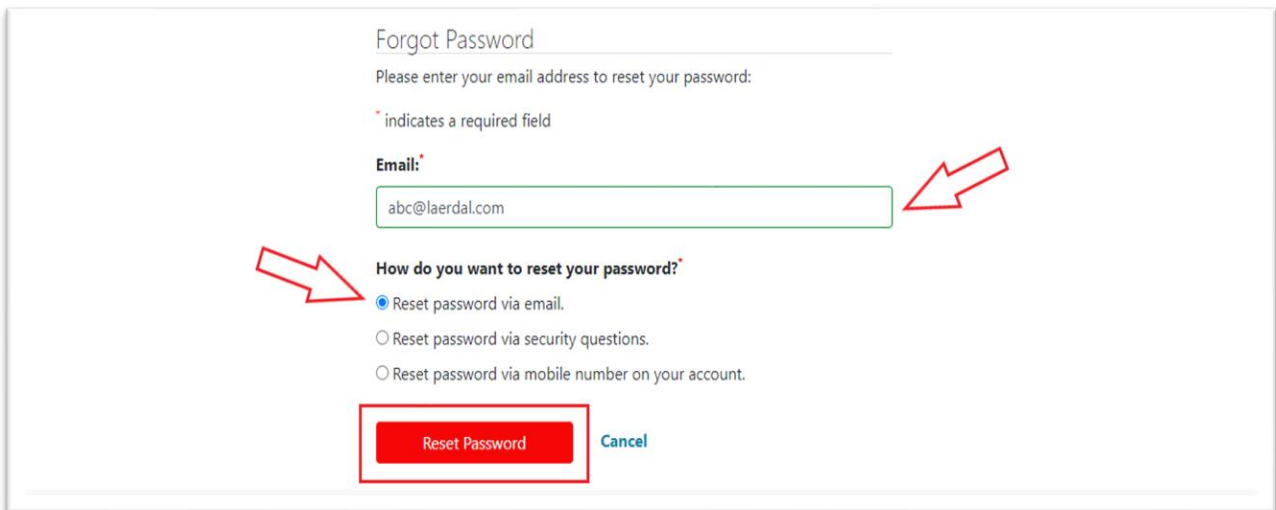 Forgot Password
Please enter your email address to reset your password:
* indicates a required field
Email:*
abc@laerdal.com
How do you want to reset your password?*
Reset password via email.
Reset password via security questions.
Reset password via mobile number on your account.
Reset Password Cancel